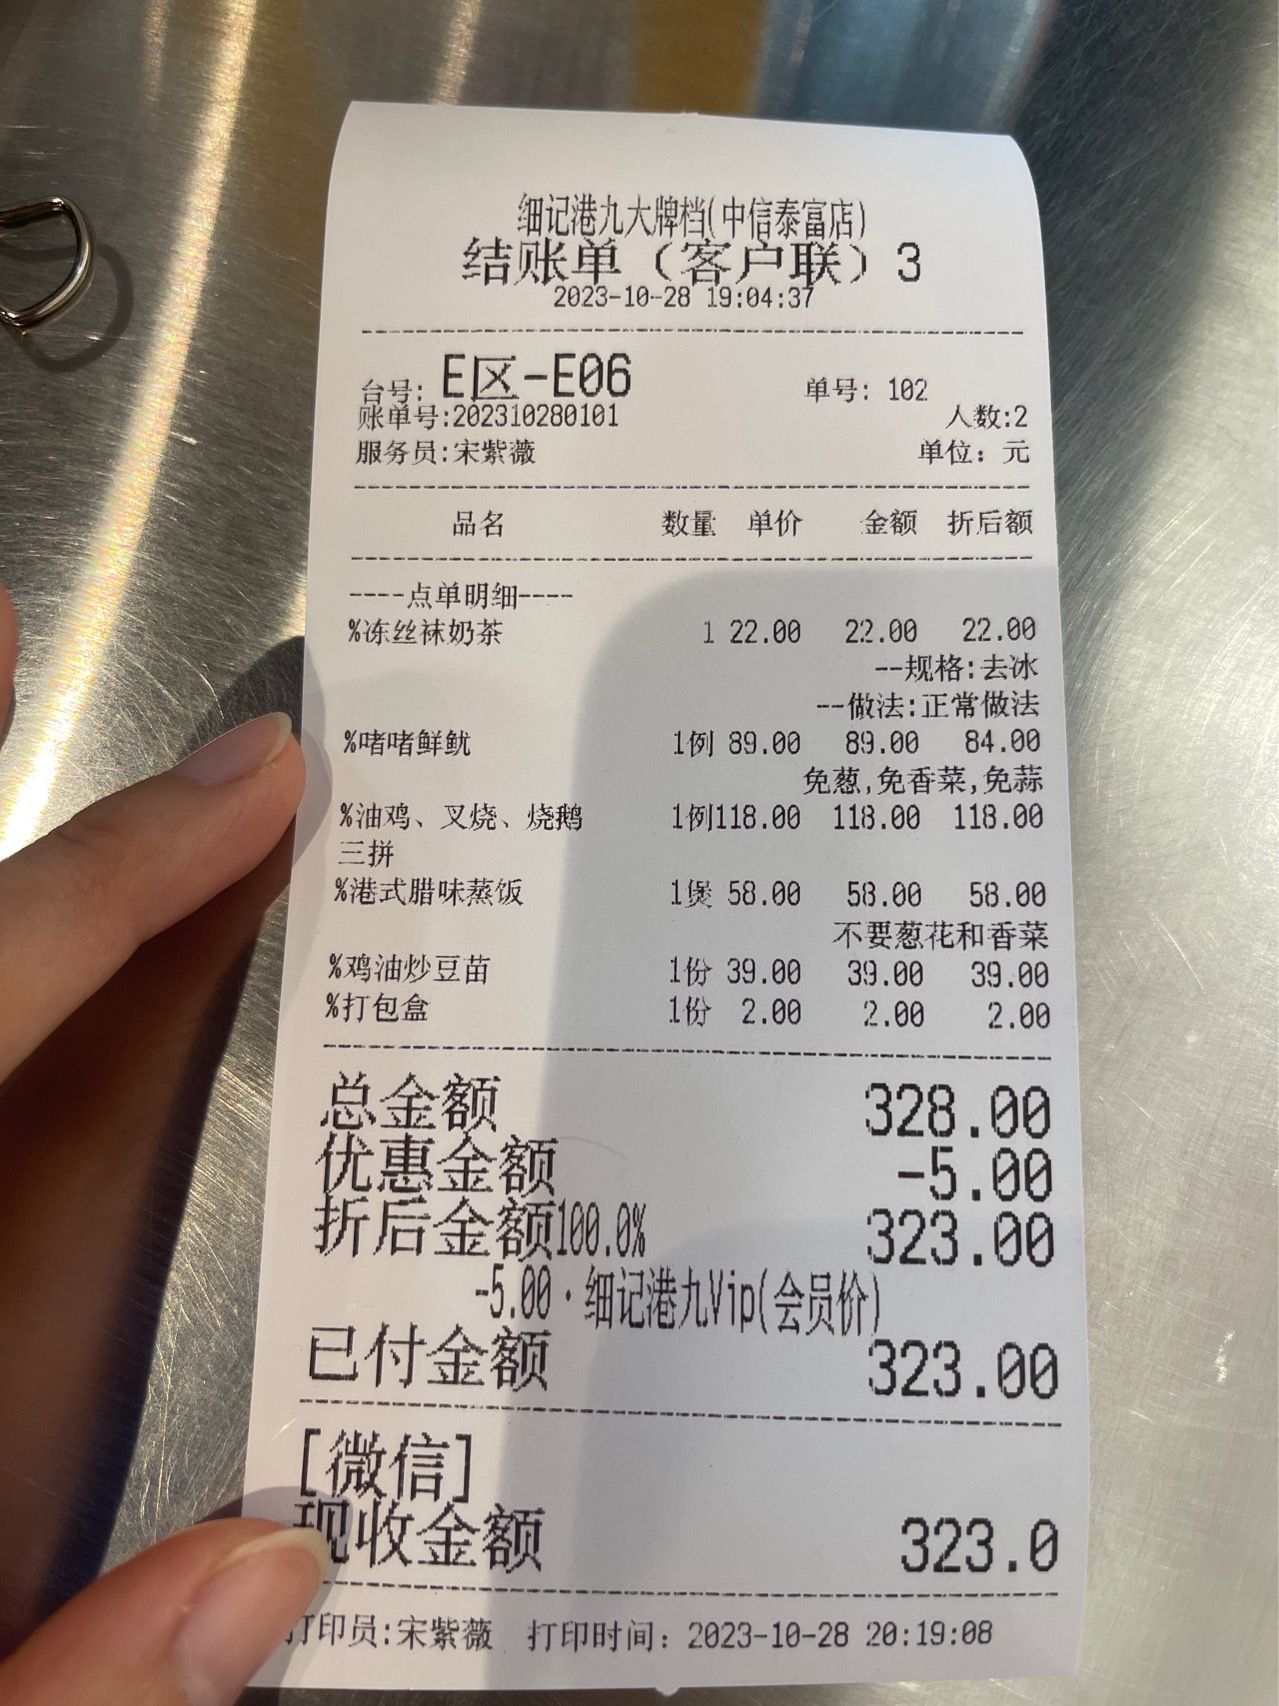 细记港九大牌档(中信泰富店)
结账单（客户联）3
2023-10-28 19:04:37
台号: E区-E06 单号: 102
账单号:202310280101 人数:2
服务员:宋紫薇 单位: 元
品名 数量 单价 金额 折后额
----点单明细----
%冻丝袜奶茶 1 22.00 22.00 22.00
--规格:去冰
--做法:正常做法
%啫啫鲜鱿 1例 89.00 89.00 84.00
免葱,免香菜,免蒜
%油鸡、叉烧、烧鹅 1例118.00 118.00 118.00
三拼
%港式腊味蒸饭 1煲 58.00 58.00 58.00
不要葱花和香菜
%鸡油炒豆苗 1份 39.00 39.00 39.00
%打包盒 1份 2.00 2.00 2.00
总金额 328.00
优惠金额 -5.00
折后金额100.0% 323.00
-5.00·细记港九Vip(会员价)
已付金额 323.00
[微信]
现收金额 323.0
打印员:宋紫薇 打印时间: 2023-10-28 20:19:08